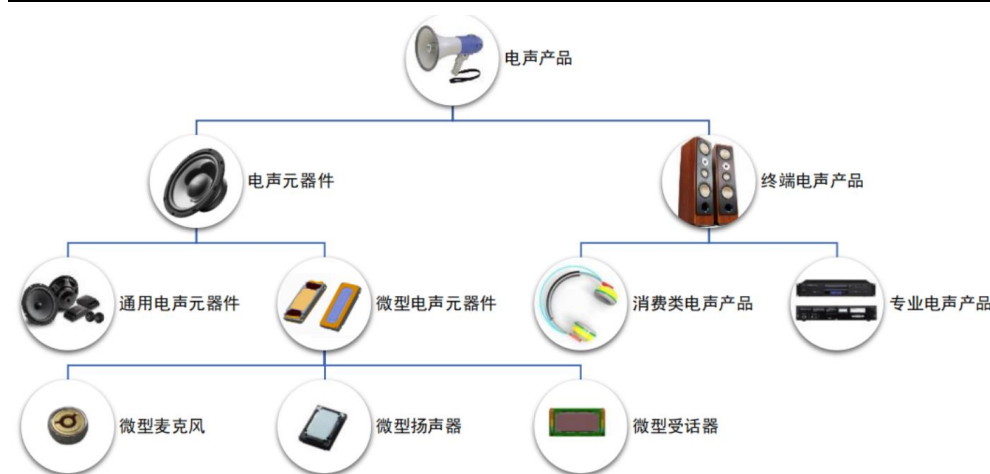 电声产品
电声元器件
终端电声产品
通用电声元器件
微型电声元器件
消费类电声产品
专业电声产品
微型麦克风
微型扬声器
微型受话器